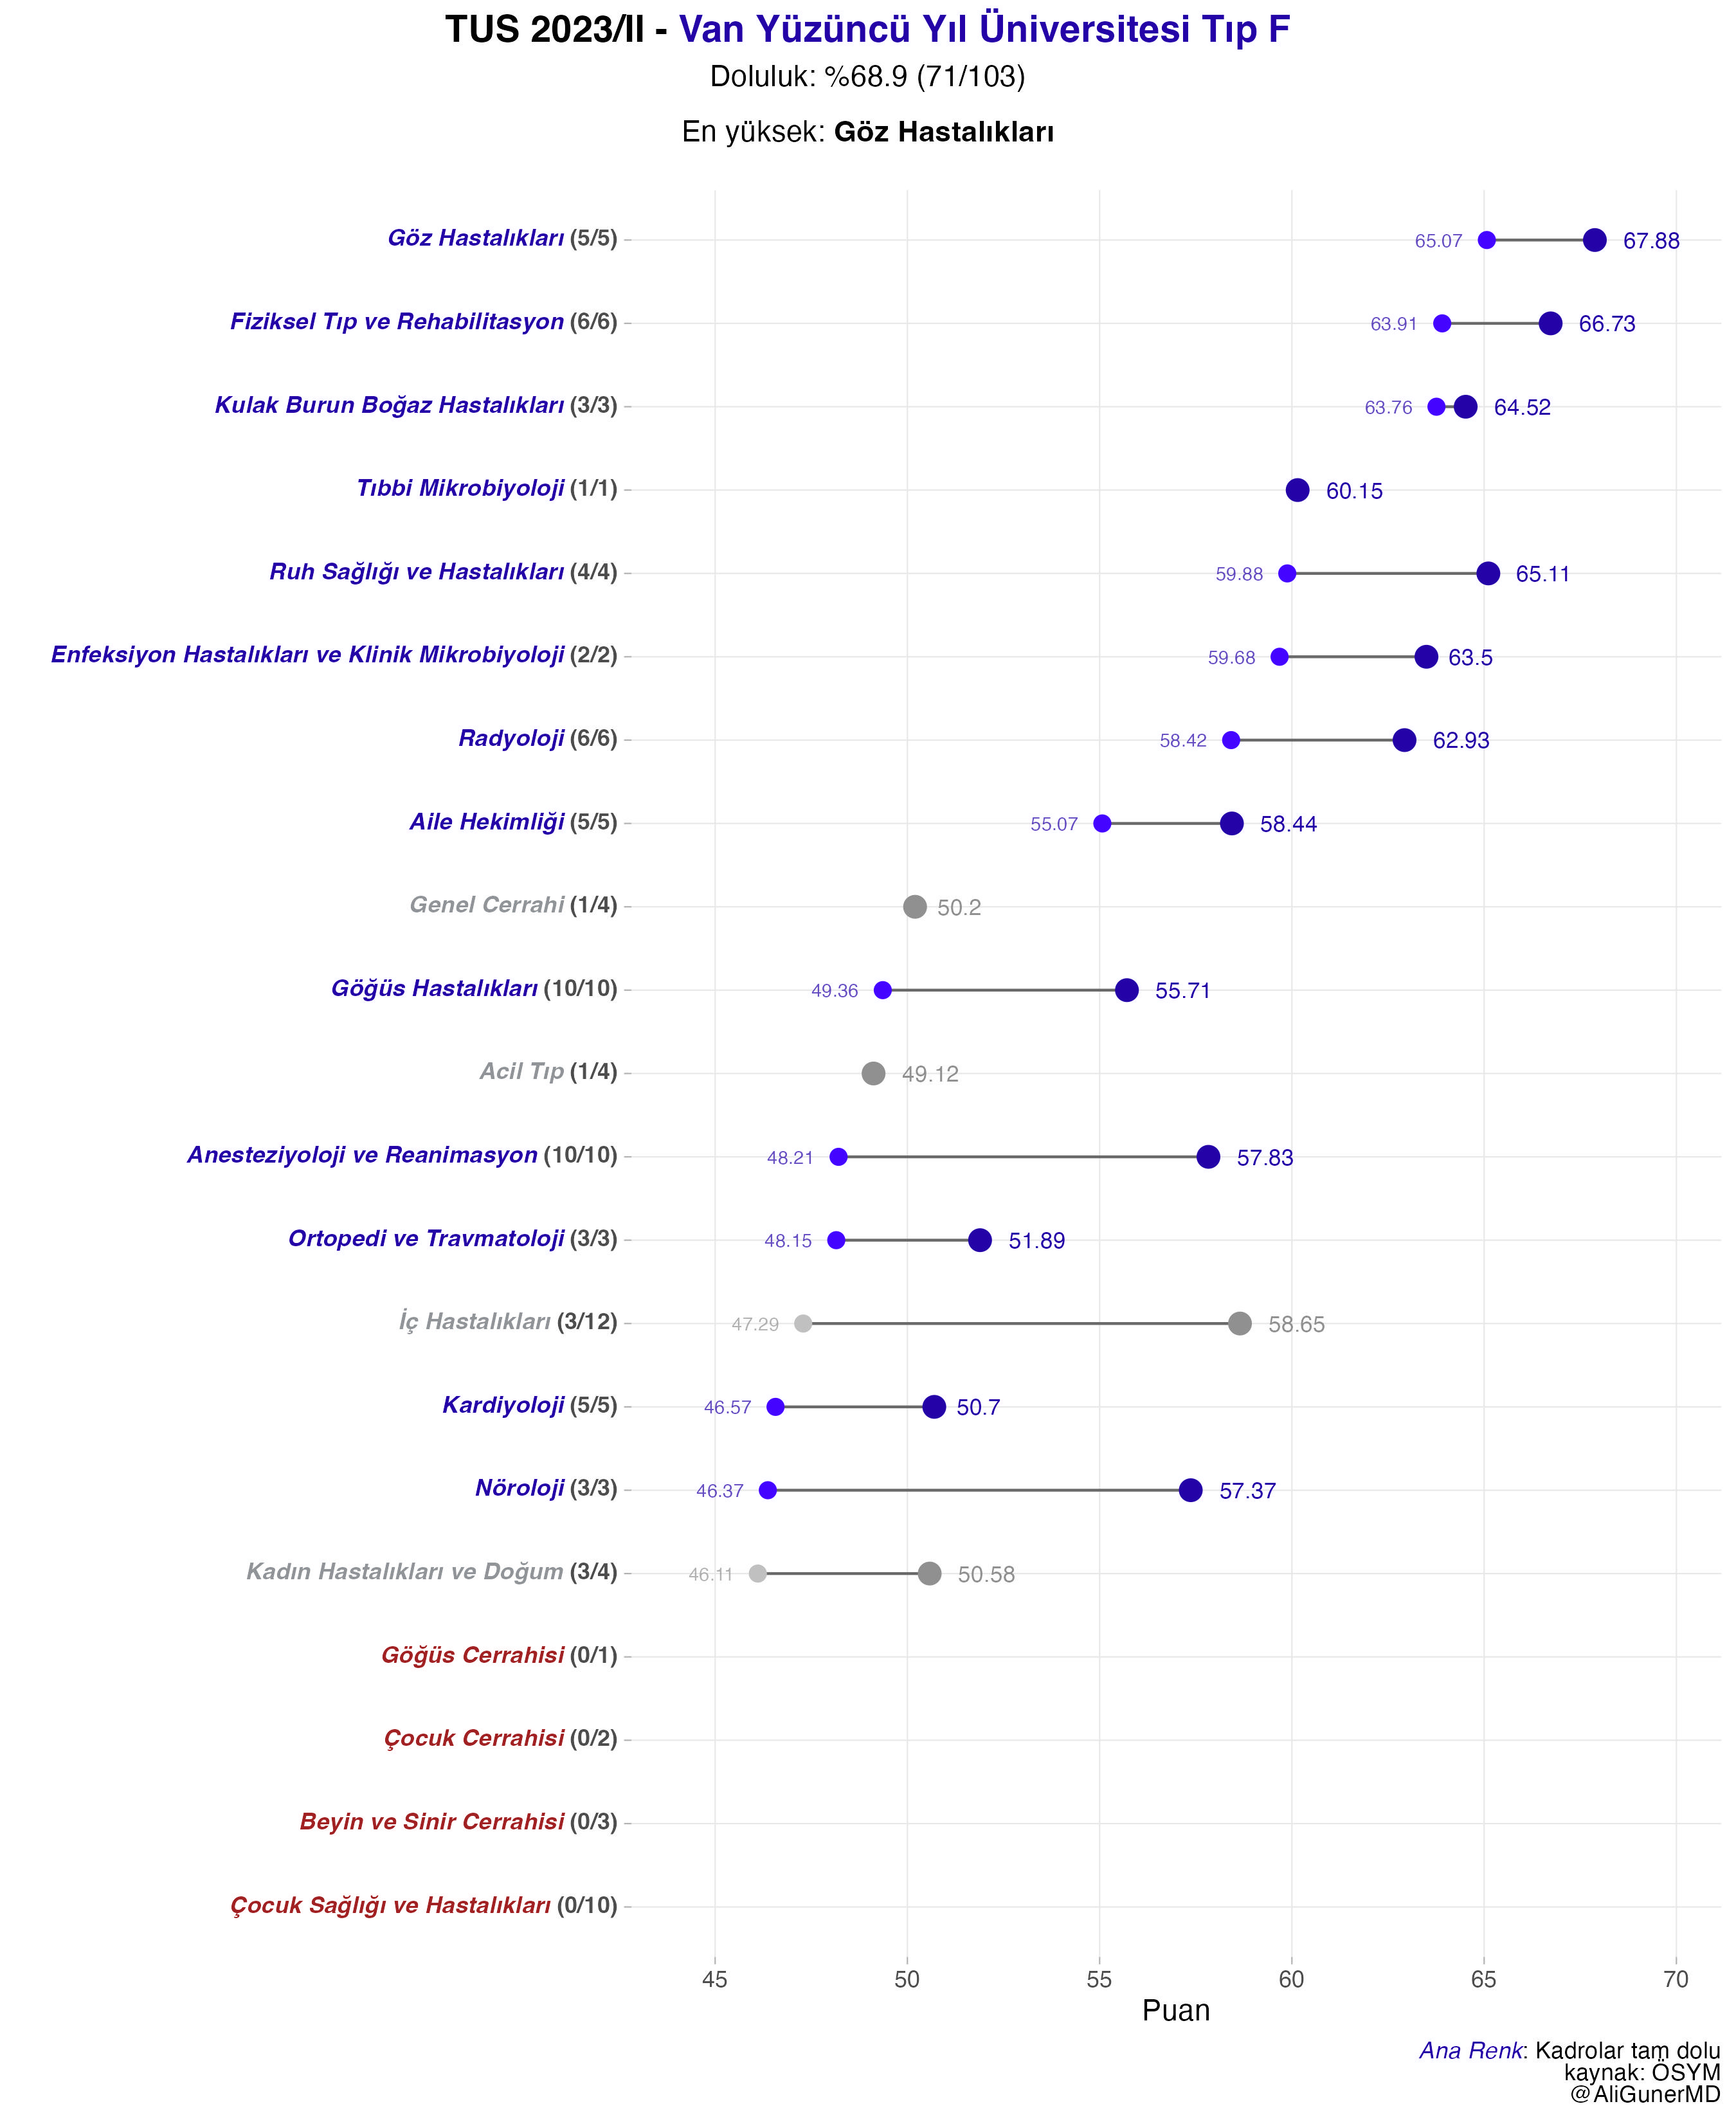 TUS 2023/II - Van Yüzüncü Yıl Üniversitesi Tıp F
Doluluk: %68.9 (71/103)
En yüksek: Göz Hastalıkları
Göz Hastalıkları (5/5) 65.07 67.88
Fiziksel Tıp ve Rehabilitasyon (6/6) 63.91 66.73
Kulak Burun Boğaz Hastalıkları (3/3) 63.76 64.52
Tıbbi Mikrobiyoloji (1/1) 60.15
Ruh Sağlığı ve Hastalıkları (4/4) 59.88 65.11
Enfeksiyon Hastalıkları ve Klinik Mikrobiyoloji (2/2) 59.68 63.5
Radyoloji (6/6) 58.42 62.93
Aile Hekimliği (5/5) 55.07 58.44
Genel Cerrahi (1/4) 50.2
Göğüs Hastalıkları (10/10) 49.36 55.71
Acil Tıp (1/4) 49.12
Anesteziyoloji ve Reanimasyon (10/10) 48.21 57.83
Ortopedi ve Travmatoloji (3/3) 48.15 51.89
İç Hastalıkları (3/12) 47.29 58.65
Kardiyoloji (5/5) 46.57 50.7
Nöroloji (3/3) 46.37 57.37
Kadın Hastalıkları ve Doğum (3/4) 46.11 50.58
Göğüs Cerrahisi (0/1)
Çocuk Cerrahisi (0/2)
Beyin ve Sinir Cerrahisi (0/3)
Çocuk Sağlığı ve Hastalıkları (0/10)
45 50 55 60 65 70
Puan
Ana Renk: Kadrolar tam dolu
kaynak: ÖSYM
@AliGunerMD